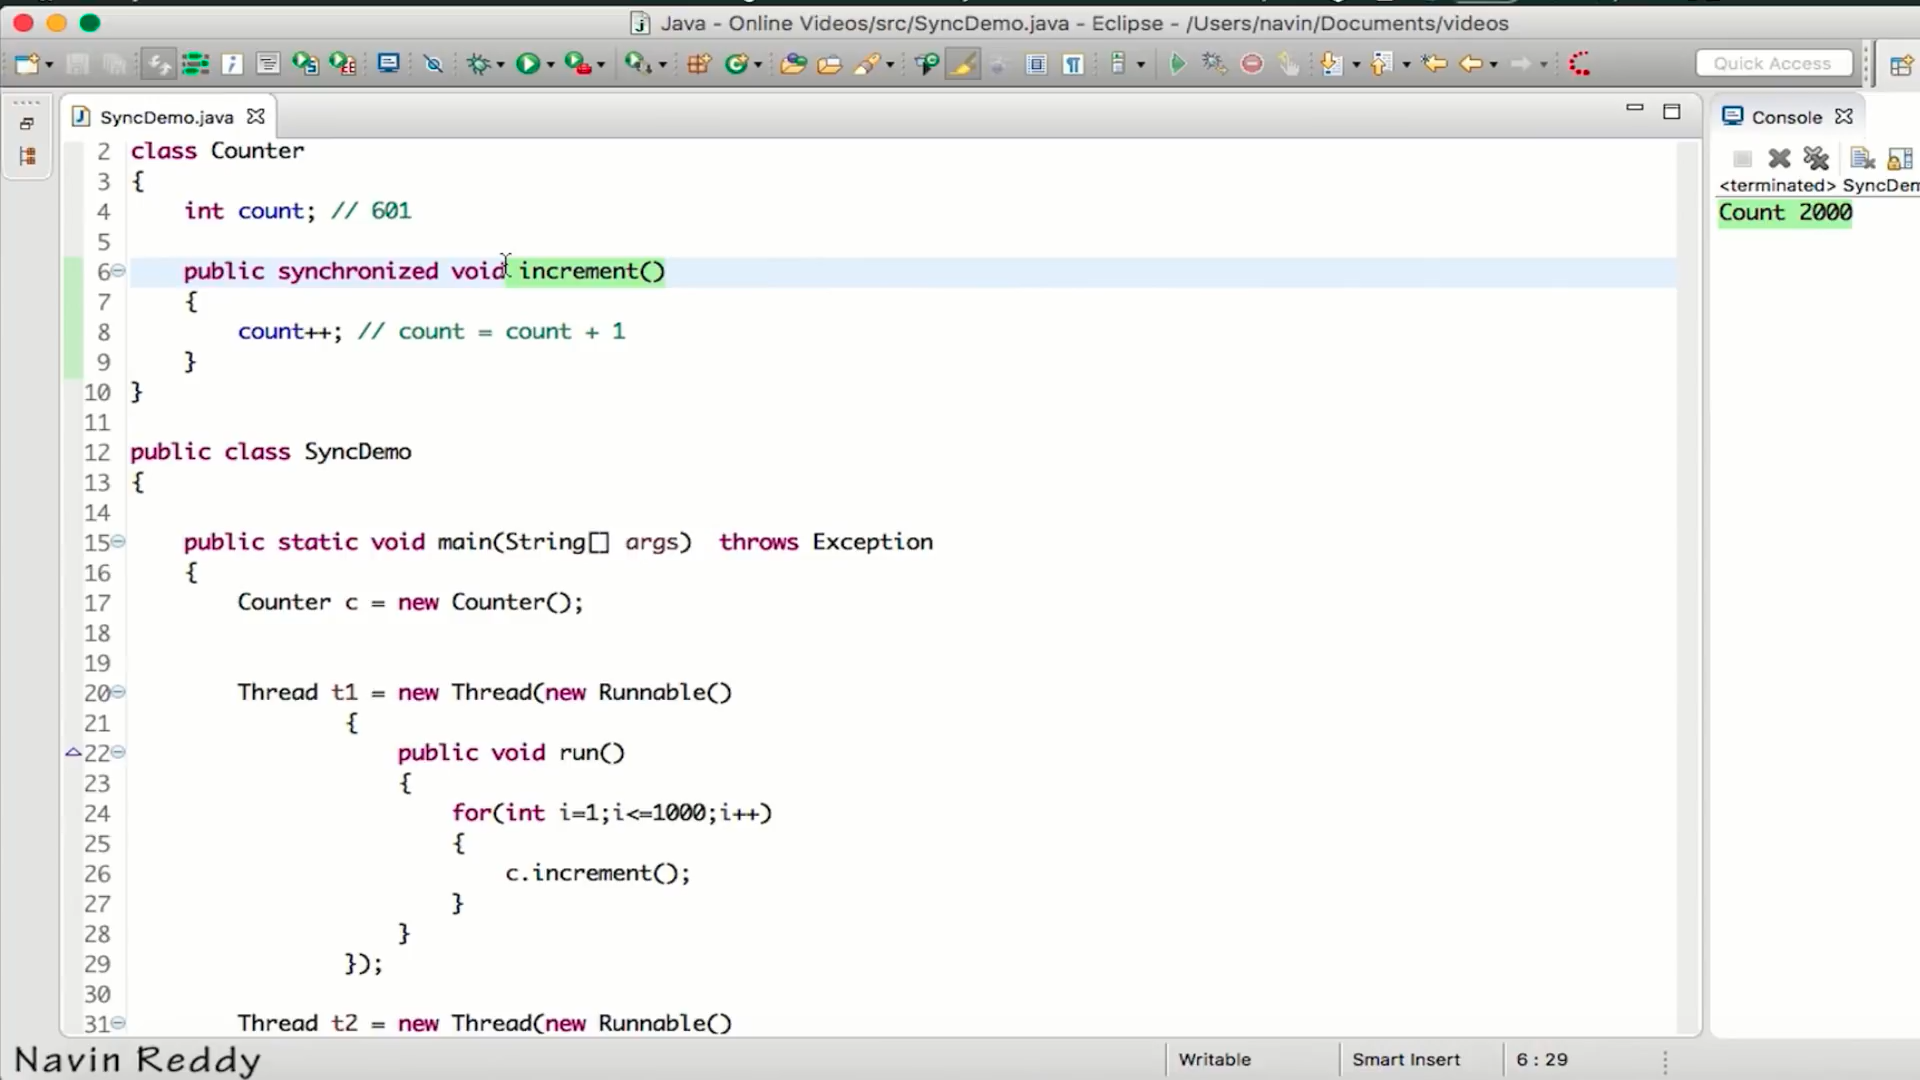 Java - Online Videos/src/SyncDemo.java - Eclipse - /Users/navin/Documents/videos
Quick Access
SyncDemo.java
2 class Counter
3 {
4 int count; // 601
5
6 public synchronized void increment()
7 {
8 count++; // count = count + 1
9 }
10 }
11
12 public class SyncDemo
13 {
14
15 public static void main(String[] args) throws Exception
16 {
17 Counter c = new Counter();
18
19
20 Thread t1 = new Thread(new Runnable()
21 {
22 public void run()
23 {
24 for(int i=1;i<=1000;i++)
25 {
26 c.increment();
27 }
28 }
29 });
30
31 Thread t2 = new Thread(new Runnable()
Console
<terminated> SyncDem
Count 2000
Navin Reddy
Writable
Smart Insert
6 : 29